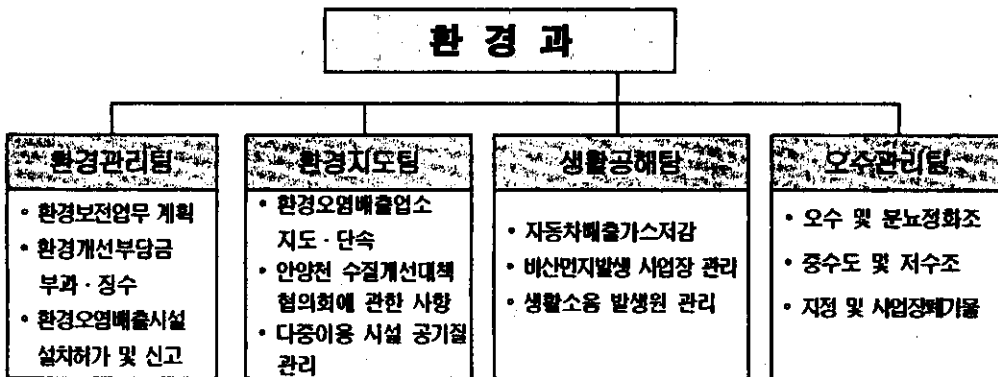 환 경 과
환경관리팀
• 환경보전업무 계획
• 환경개선부담금
부과 · 징수
• 환경오염배출시설
설치허가 및 신고
환경지도팀
• 환경오염배출업소
지도 · 단속
• 안양천 수질개선대책
협의회에 관한 사항
• 다중이용 시설 공기질
관리
생활공해팀
• 자동차배출가스저감
• 비산먼지발생 사업장 관리
• 생활소음 발생원 관리
오수관리팀
• 오수 및 분뇨정화조
• 중수도 및 저수조
• 지정 및 사업장폐기물